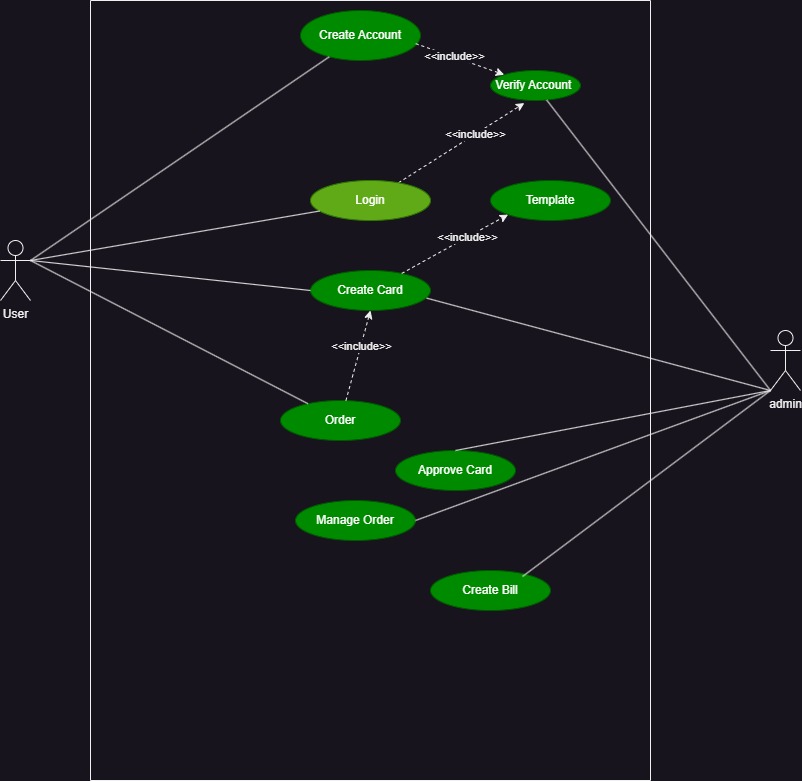 Create Account
<<include>>
Verify Account
<<include>>
Login
Template
<<include>>
Create Card
User
<<include>>
admin
Order
Approve Card
Manage Order
Create Bill